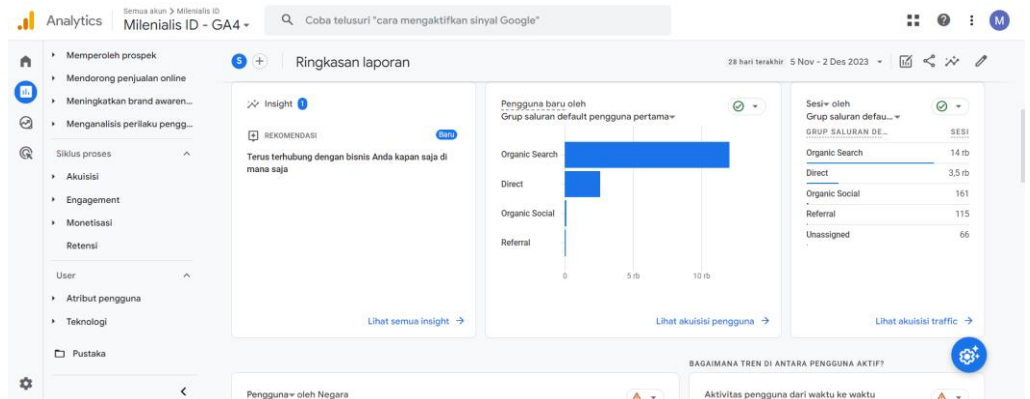 Analytics
Semua akun > Milenialis ID
Milenialis ID - GA4
Coba telusuri "cara mengaktifkan sinyal Google"
M
Memperoleh prospek
Mendorong penjualan online
Meningkatkan brand awaren...
Menganalisis perilaku pengg...
Siklus proses
Akuisisi
Engagement
Monetisasi
Retensi
User
Atribut pengguna
Teknologi
Pustaka
S
Ringkasan laporan
28 hari terakhir 5 Nov - 2 Des 2023
Insight 1
REKOMENDASI
Baru
Terus terhubung dengan bisnis Anda kapan saja di
mana saja
Lihat semua insight
Pengguna baru oleh
Grup saluran default pengguna pertama
Organic Search
Direct
Organic Social
Referral
0 5 rb 10 rb
Lihat akuisisi pengguna
Sesi oleh
Grup saluran defau...
GRUP SALURAN DE... SESI
Organic Search 14 rb
Direct 3,5 rb
Organic Social 161
Referral 115
Unassigned 66
Lihat akuisisi traffic
BAGAIMANA TREN DI ANTARA PENGGUNA AKTIF?
Pengguna oleh Negara
Aktivitas pengguna dari waktu ke waktu